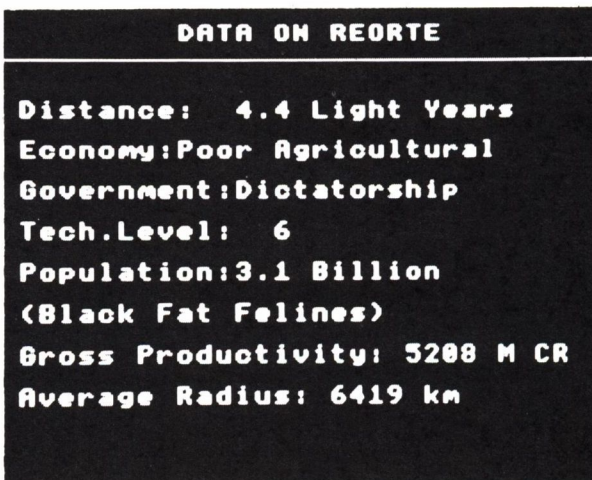 DATA ON REORTE
Distance: 4.4 Light Years
Economy:Poor Agricultural
Government:Dictatorship
Tech.Level: 6
Population:3.1 Billion
(Black Fat Felines)
Gross Productivity: 5208 M CR
Average Radius: 6419 km